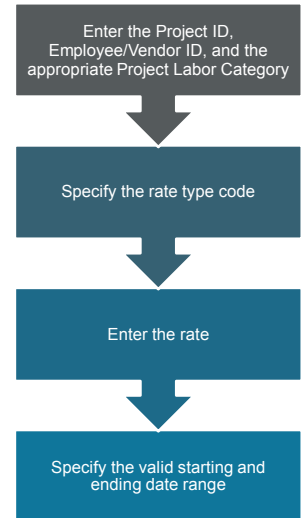 Enter the Project ID,
Employee/Vendor ID, and the
appropriate Project Labor Category
Specify the rate type code
Enter the rate
Specify the valid starting and
ending date range